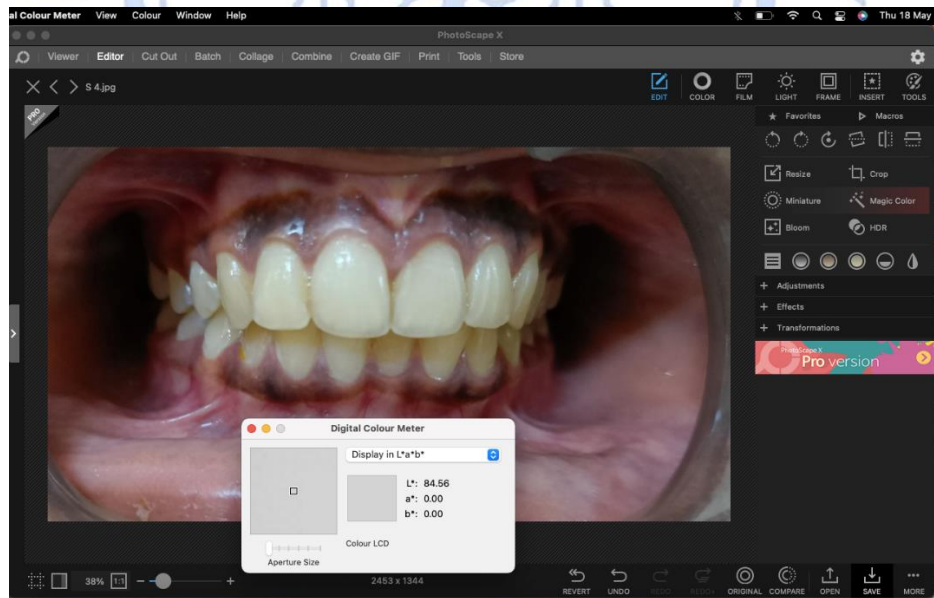 al Colour Meter View Colour Window Help Thu 18 May
PhotoScape X
Viewer Editor Cut Out Batch Collage Combine Create GIF Print Tools Store
S 4.jpg
EDIT COLOR FILM LIGHT FRAME INSERT TOOLS
PRO
Version
Favorites Macros
Resize Crop
Miniature Magic Color
Bloom HDR
+ Adjustments
+ Effects
+ Transformations
PhotoScape X
Pro version
Digital Colour Meter
Display in L*a*b*
L*: 84.56
a*: 0.00
b*: 0.00
Colour LCD
Aperture Size
38% 1:1 - + 2453 x 1344
REVERT UNDO REDO REDO+ ORIGINAL COMPARE OPEN SAVE MORE